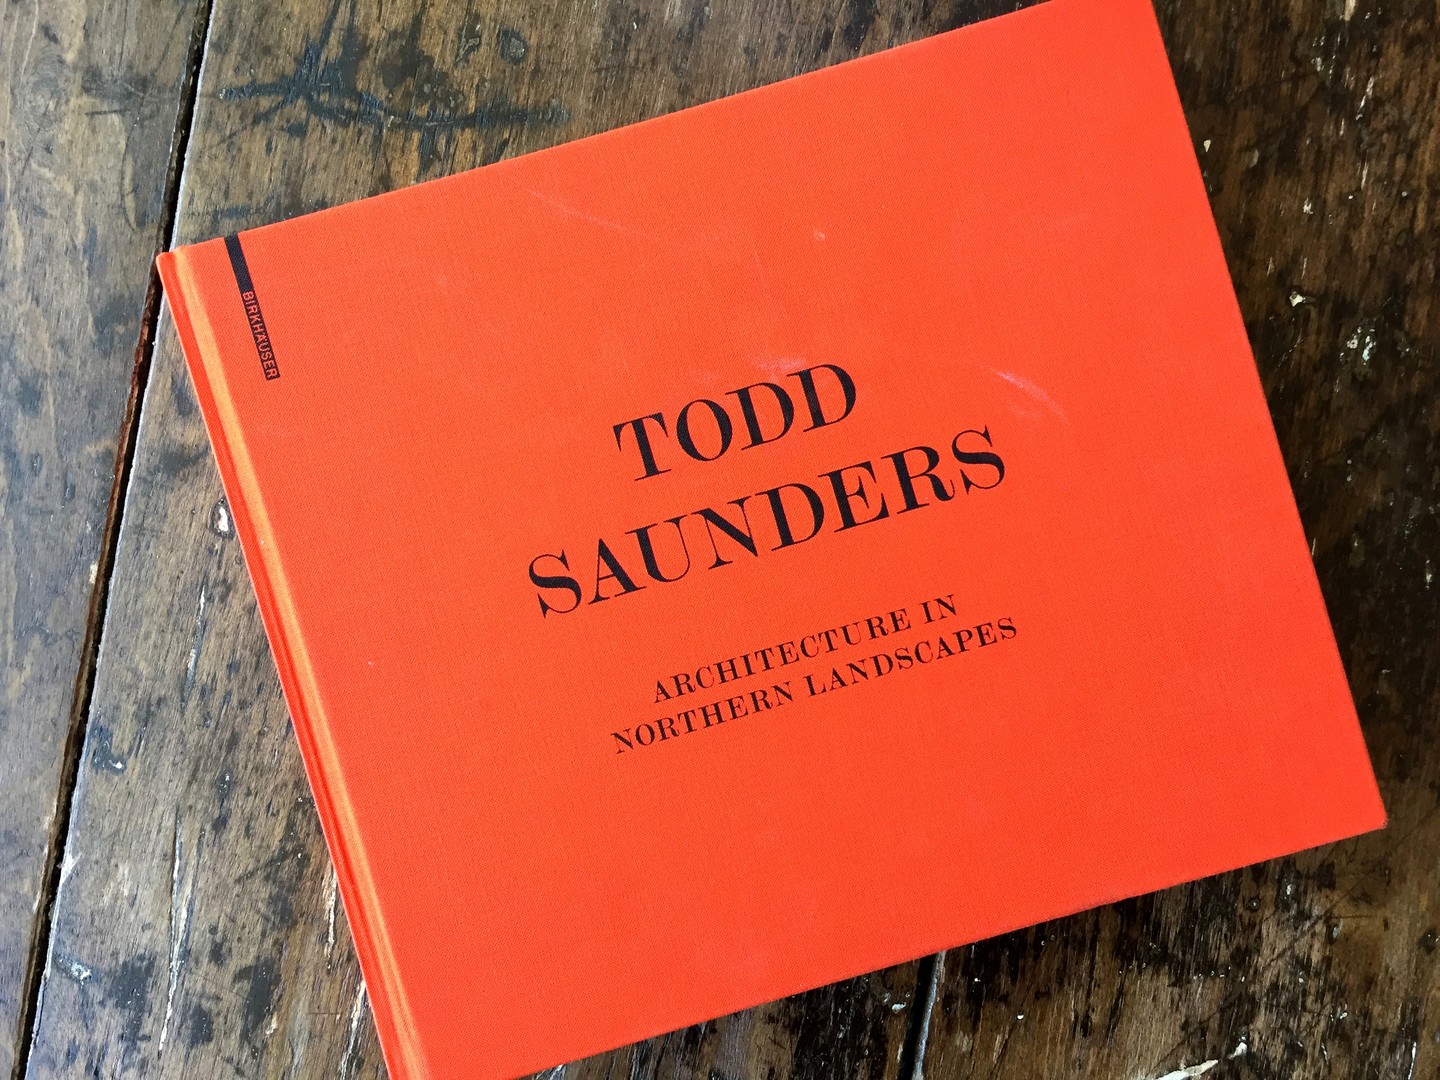 BIRKHÄUSER
TODD
SAUNDERS
ARCHITECTURE IN
NORTHERN LANDSCAPES